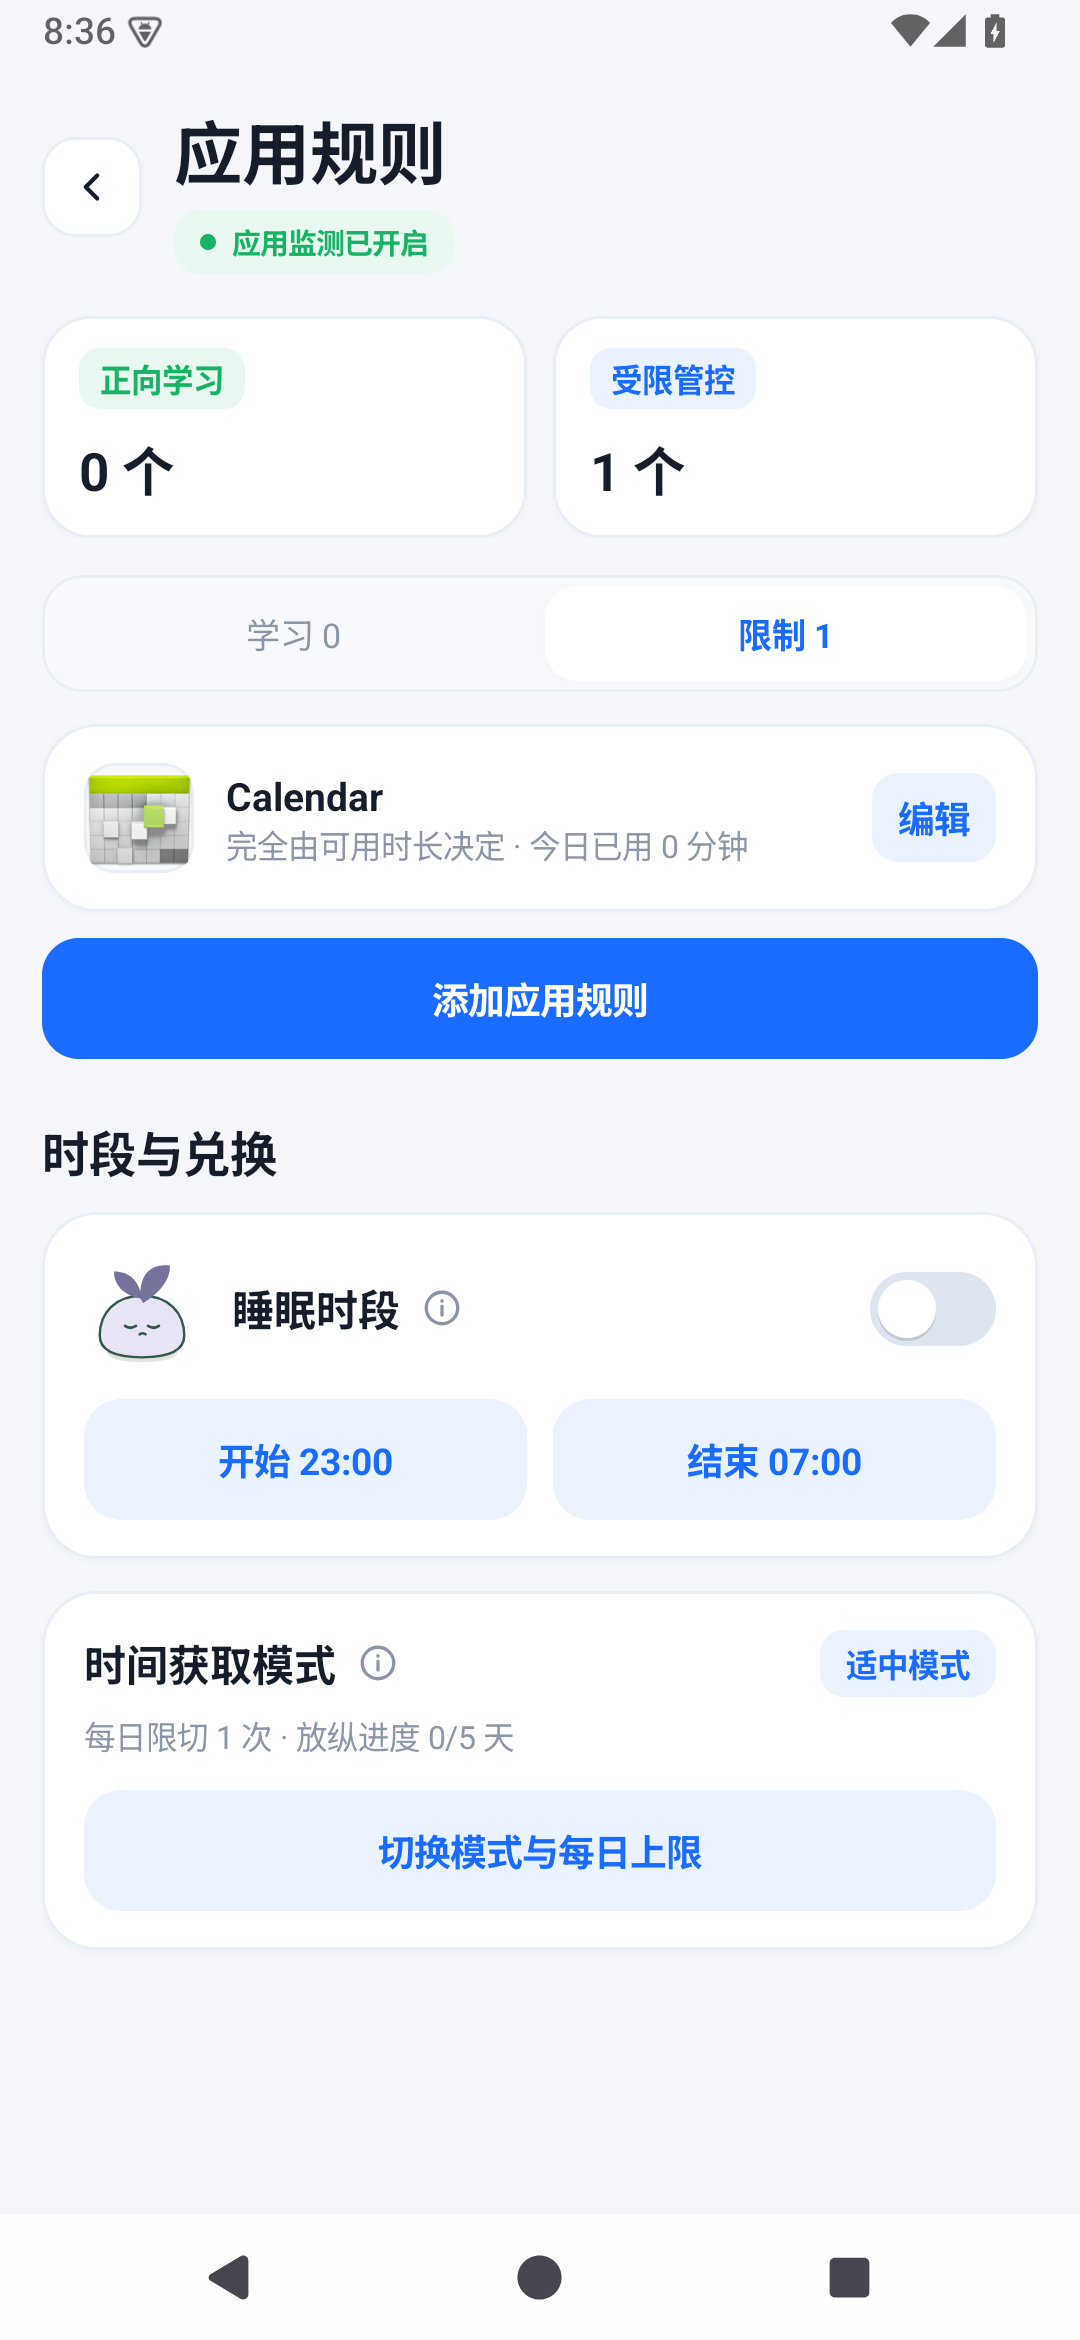 8:36
应用规则
应用监测已开启
正向学习
0 个
受限管控
1 个
学习 0
限制 1
Calendar
完全由可用时长决定 · 今日已用 0 分钟
编辑
添加应用规则
时段与兑换
睡眠时段
开始 23:00
结束 07:00
时间获取模式
适中模式
每日限切 1 次 · 放纵进度 0/5 天
切换模式与每日上限